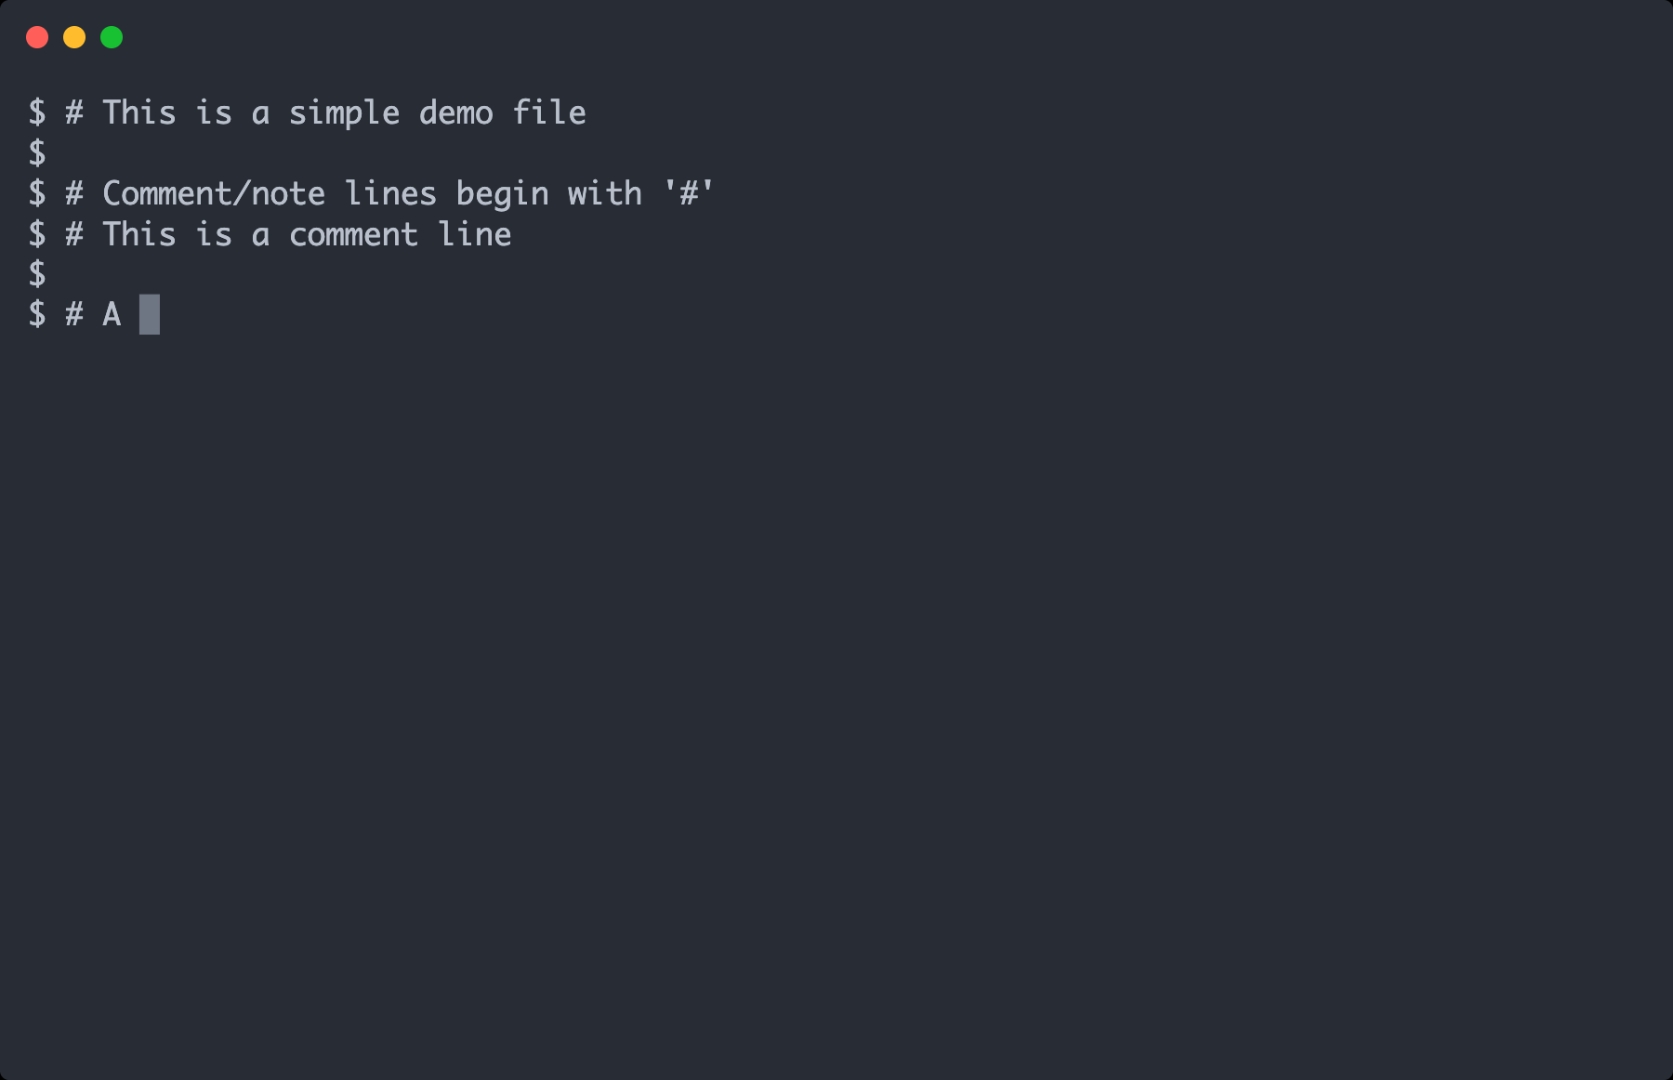 $ # This is a simple demo file
$
$ # Comment/note lines begin with '#'
$ # This is a comment line
$
$ # A